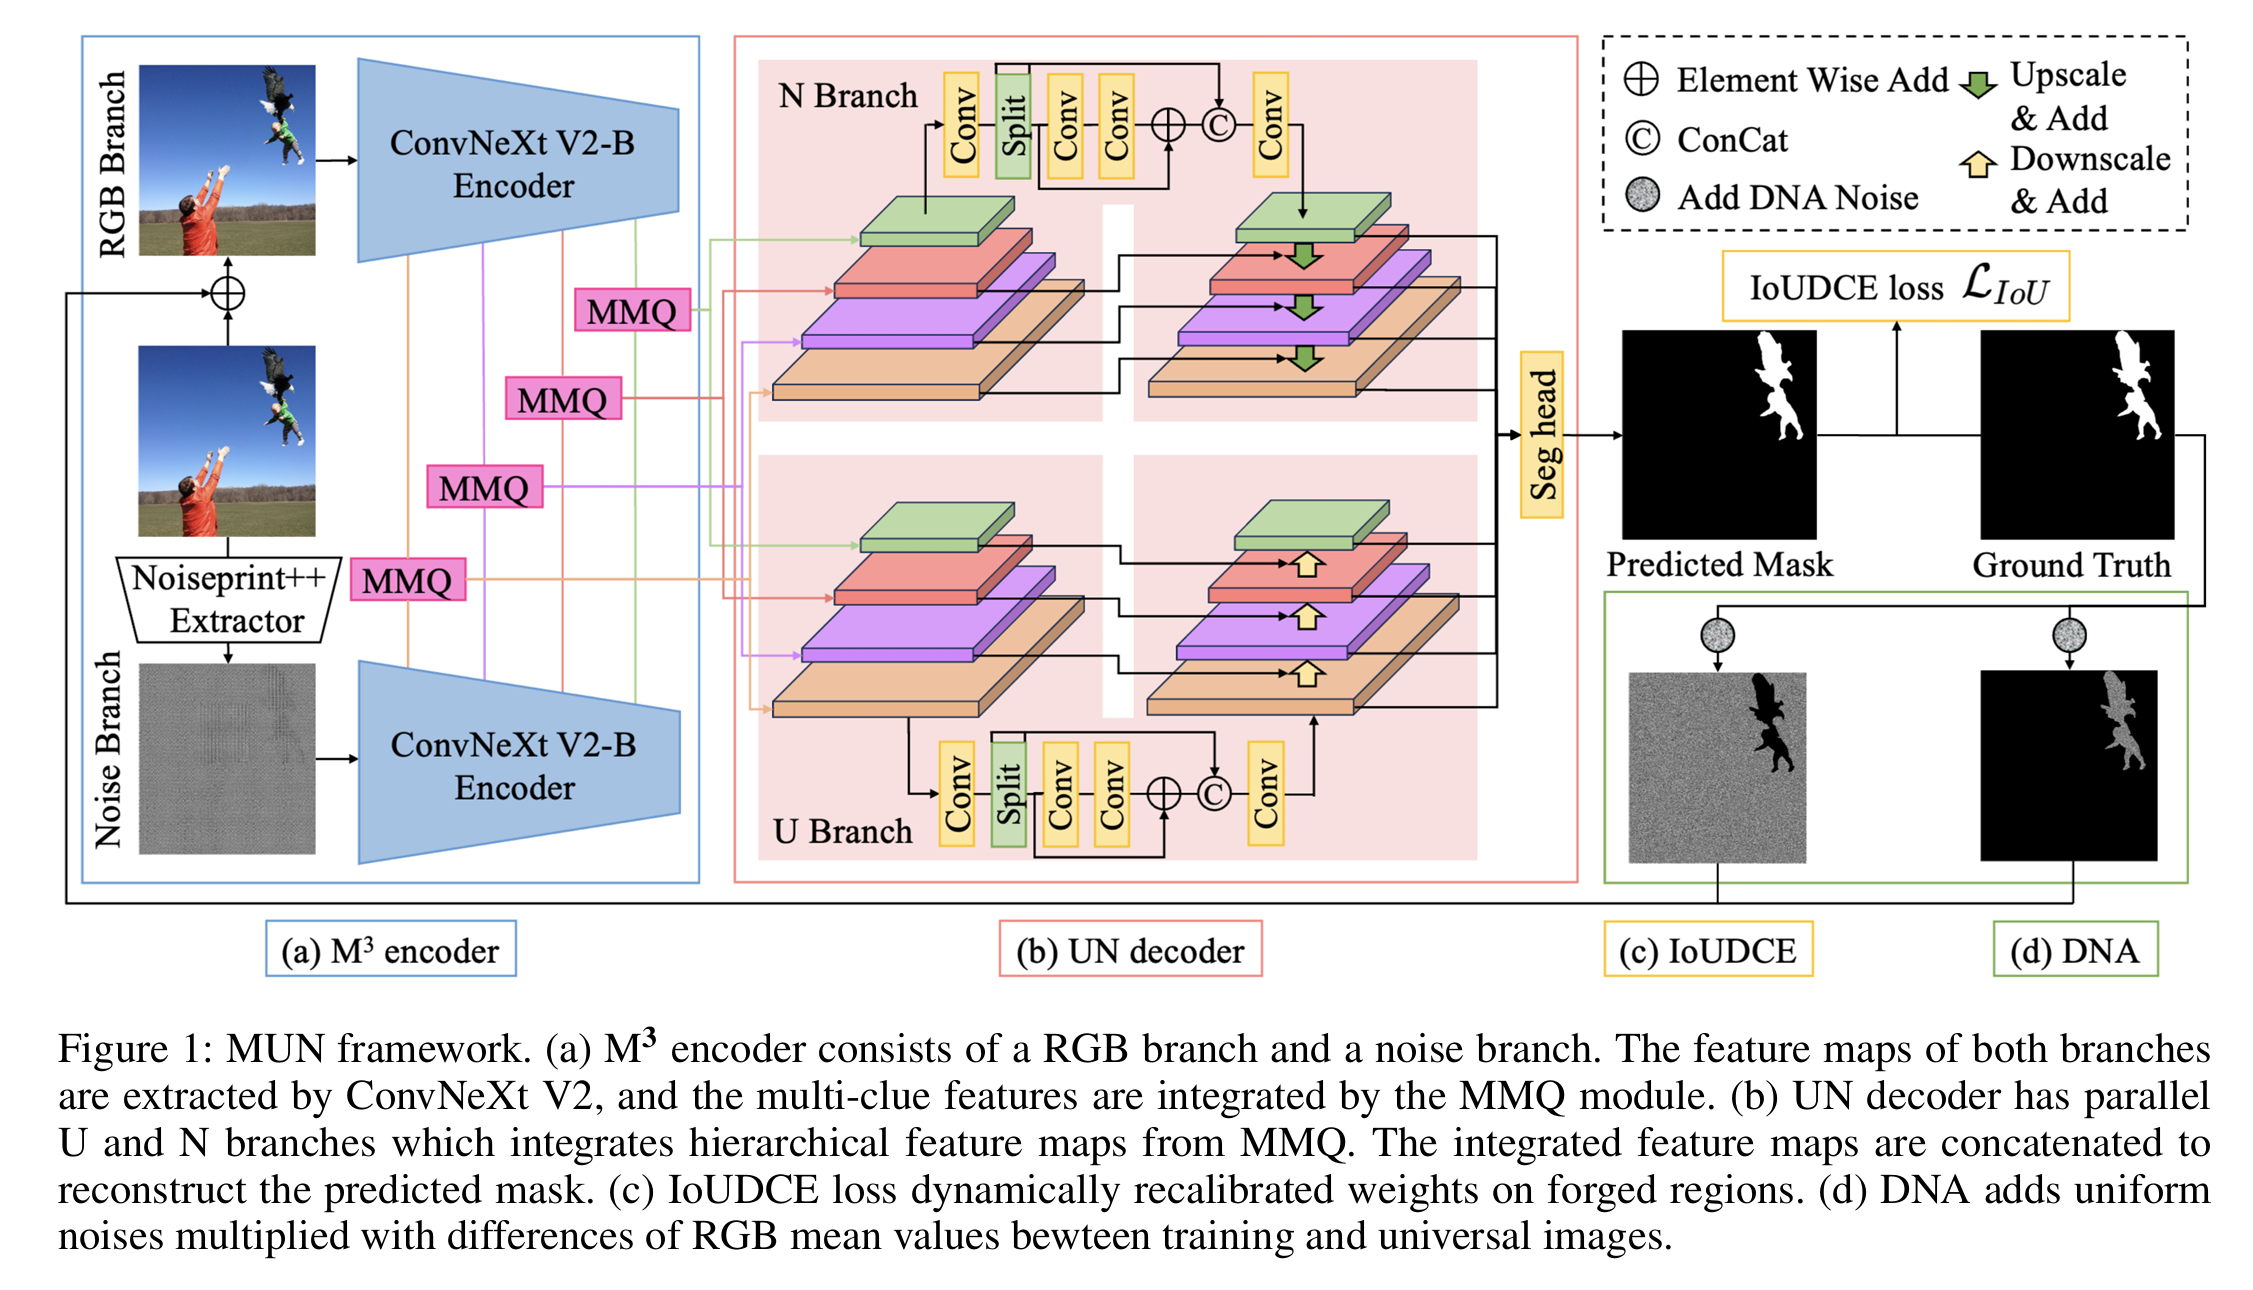 RGB Branch
ConvNeXt V2-B
Encoder
MMQ
MMQ
MMQ
MMQ
Noiseprint++
Extractor
Noise Branch
ConvNeXt V2-B
Encoder
N Branch
Conv
Split
Conv
Conv
C
Conv
U Branch
Conv
Split
Conv
Conv
C
Conv
Seg head
Element Wise Add
C ConCat
Add DNA Noise
Upscale
& Add
Downscale
& Add
IoUDCE loss ℒIoU
Predicted Mask
Ground Truth
(a) M³ encoder
(b) UN decoder
(c) IoUDCE
(d) DNA
Figure 1: MUN framework. (a) M³ encoder consists of a RGB branch and a noise branch. The feature maps of both branches
are extracted by ConvNeXt V2, and the multi-clue features are integrated by the MMQ module. (b) UN decoder has parallel
U and N branches which integrates hierarchical feature maps from MMQ. The integrated feature maps are concatenated to
reconstruct the predicted mask. (c) IoUDCE loss dynamically recalibrated weights on forged regions. (d) DNA adds uniform
noises multiplied with differences of RGB mean values bewteen training and universal images.